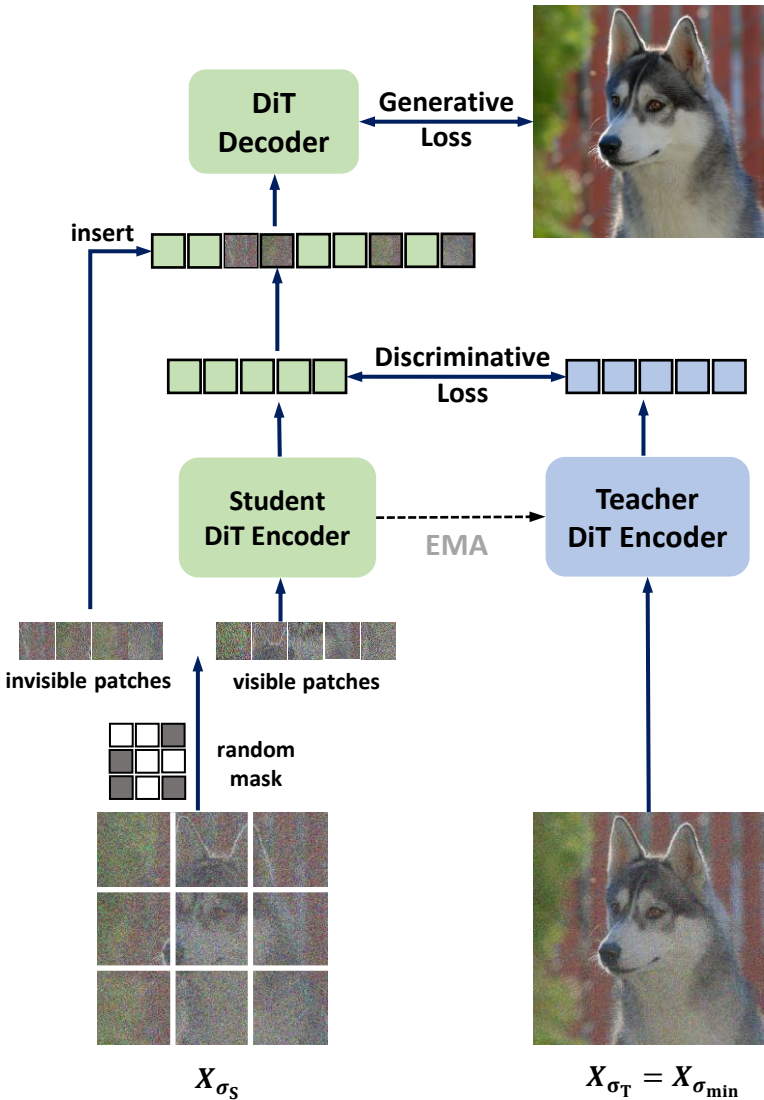 DiT
Decoder
Generative
Loss
insert
Discriminative
Loss
Student
DiT Encoder
EMA
Teacher
DiT Encoder
invisible patches
visible patches
random
mask
X_{σ_S}
X_{σ_T} = X_{σ_min}